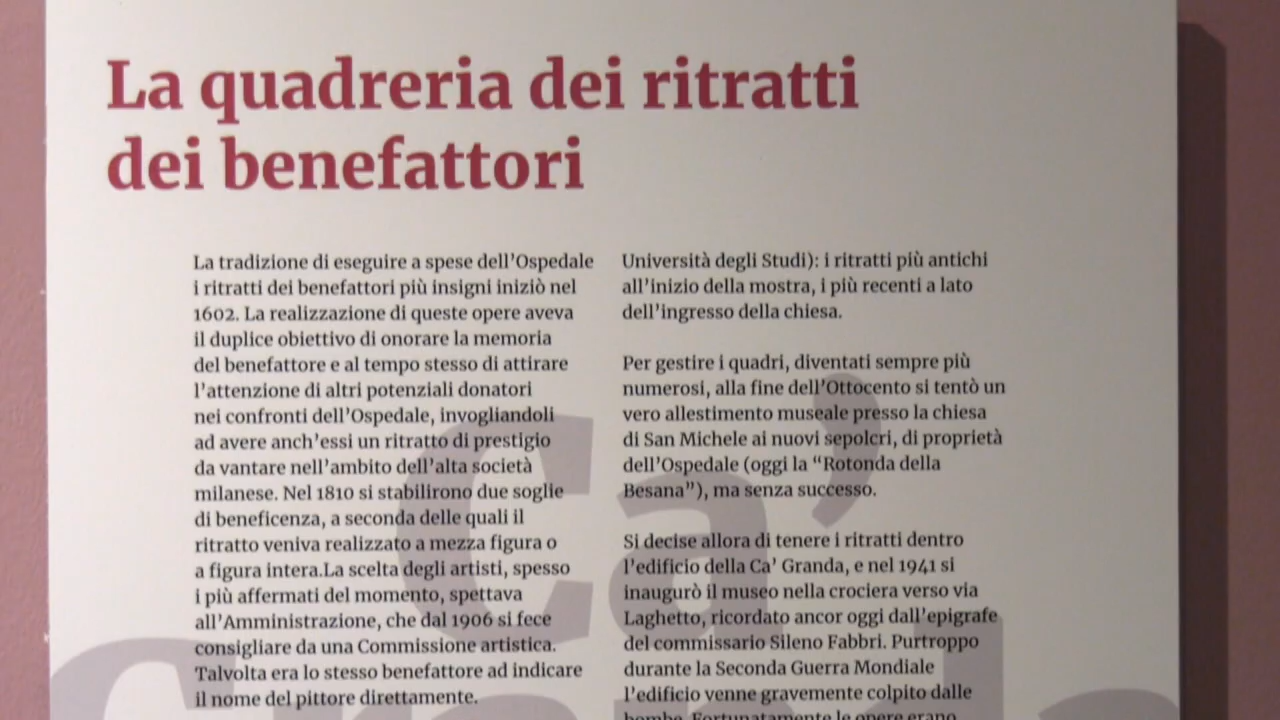 La quadreria dei ritratti
dei benefattori
La tradizione di eseguire a spese dell’Ospedale
i ritratti dei benefattori più insigni iniziò nel
1602. La realizzazione di queste opere aveva
il duplice obiettivo di onorare la memoria
del benefattore e al tempo stesso di attirare
l’attenzione di altri potenziali donatori
nei confronti dell’Ospedale, invogliandoli
ad avere anch’essi un ritratto di prestigio
da vantare nell’ambito dell’alta società
milanese. Nel 1810 si stabilirono due soglie
di beneficenza, a seconda delle quali il
ritratto veniva realizzato a mezza figura o
a figura intera.La scelta degli artisti, spesso
i più affermati del momento, spettava
all’Amministrazione, che dal 1906 si fece
consigliare da una Commissione artistica.
Talvolta era lo stesso benefattore ad indicare
il nome del pittore direttamente.
Università degli Studi): i ritratti più antichi
all’inizio della mostra, i più recenti a lato
dell’ingresso della chiesa.
Per gestire i quadri, diventati sempre più
numerosi, alla fine dell’Ottocento si tentò un
vero allestimento museale presso la chiesa
di San Michele ai nuovi sepolcri, di proprietà
dell’Ospedale (oggi la “Rotonda della
Besana”), ma senza successo.
Si decise allora di tenere i ritratti dentro
l’edificio della Ca’ Granda, e nel 1941 si
inaugurò il museo nella crociera verso via
Laghetto, ricordato ancor oggi dall’epigrafe
del commissario Sileno Fabbri. Purtroppo
durante la Seconda Guerra Mondiale
l’edificio venne gravemente colpito dalle
bombe. Fortunatamente le opere erano
Ca’